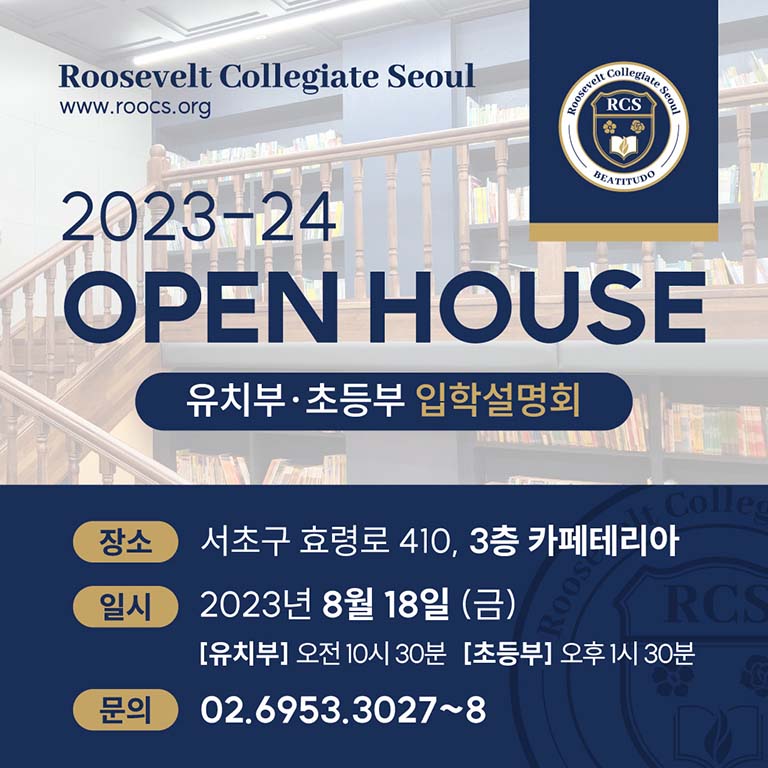 Roosevelt Collegiate Seoul
www.roocs.org
Roosevelt Collegiate Seoul
RCS
BEATITUDO
2023-24
OPEN HOUSE
유치부·초등부 입학설명회
장소 서초구 효령로 410, 3층 카페테리아
일시 2023년 8월 18일 (금)
[유치부] 오전 10시 30분 [초등부] 오후 1시 30분
문의 02.6953.3027~8
Roosevelt Colleg
RCS